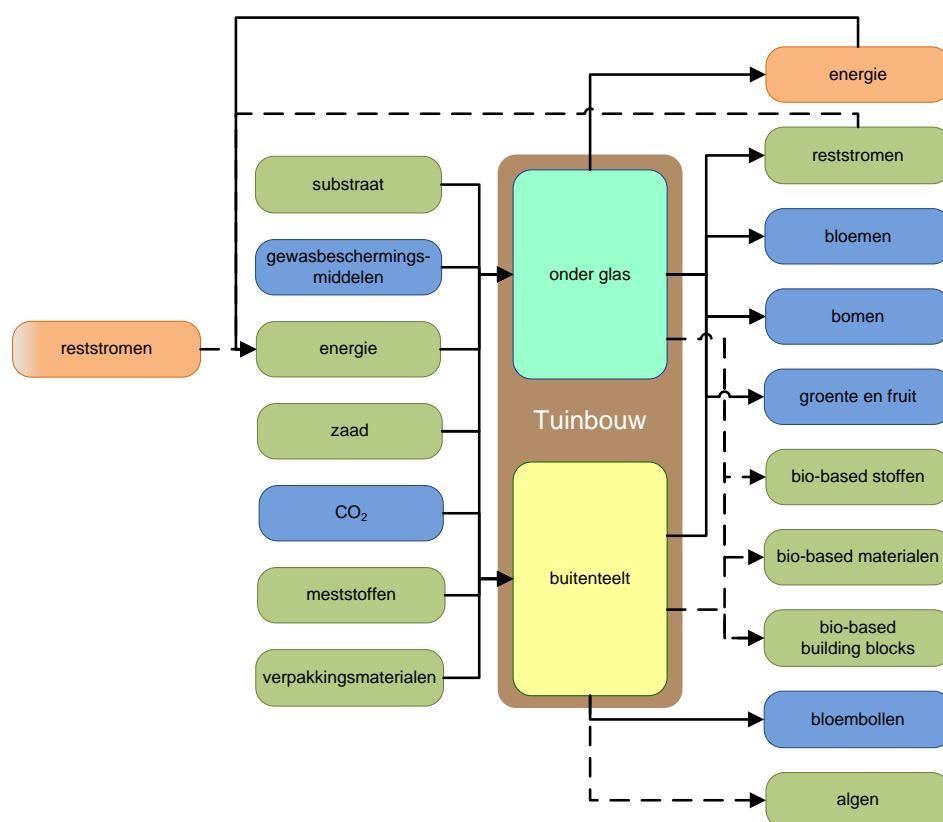 energie
reststromen
substraat
gewasbeschermings-
middelen
energie
zaad
CO₂
meststoffen
verpakkingsmaterialen
reststromen
onder glas
Tuinbouw
buitenteelt
bloemen
bomen
groente en fruit
bio-based stoffen
bio-based materialen
bio-based
building blocks
bloembollen
algen